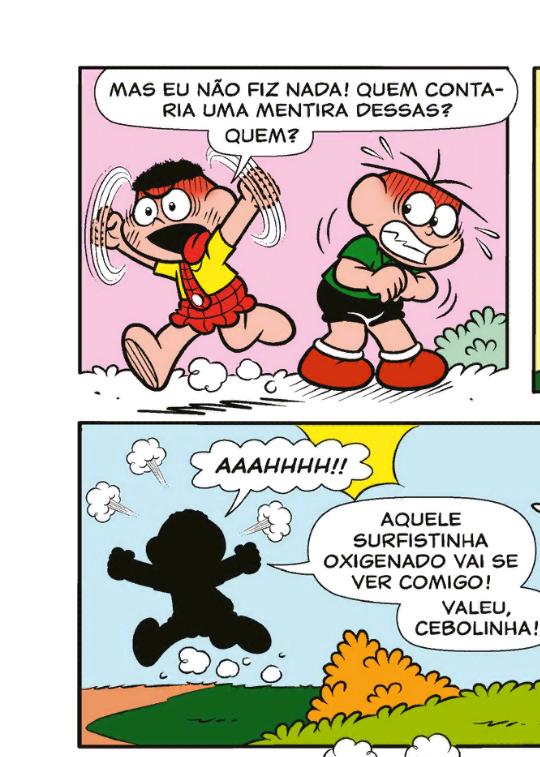 MAS EU NÃO FIZ NADA! QUEM CONTA-
RIA UMA MENTIRA DESSAS?
QUEM?
AAAHHHH!!
AQUELE
SURFISTINHA
OXIGENADO VAI SE
VER COMIGO!
VALEU,
CEBOLINHA!